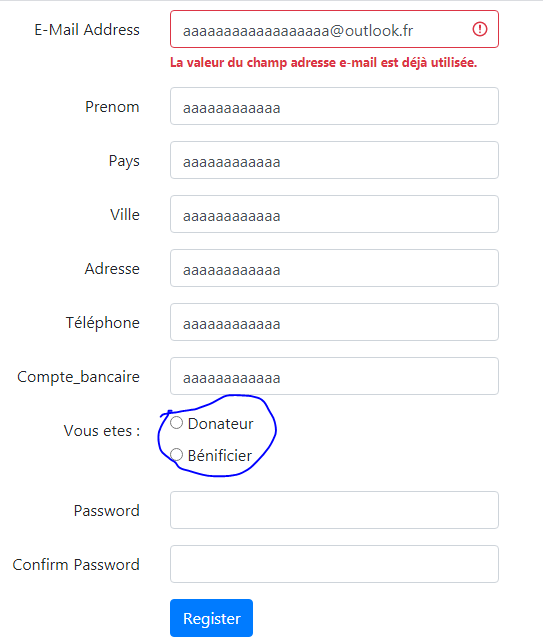 E-Mail Address aaaaaaaaaaaaaaaaaa@outlook.fr
La valeur du champ adresse e-mail est déjà utilisée.
Prenom aaaaaaaaaaaa
Pays aaaaaaaaaaaa
Ville aaaaaaaaaaaa
Adresse aaaaaaaaaaaa
Téléphone aaaaaaaaaaaa
Compte_bancaire aaaaaaaaaaaa
Vous etes : Donateur
Bénificier
Password
Confirm Password
Register